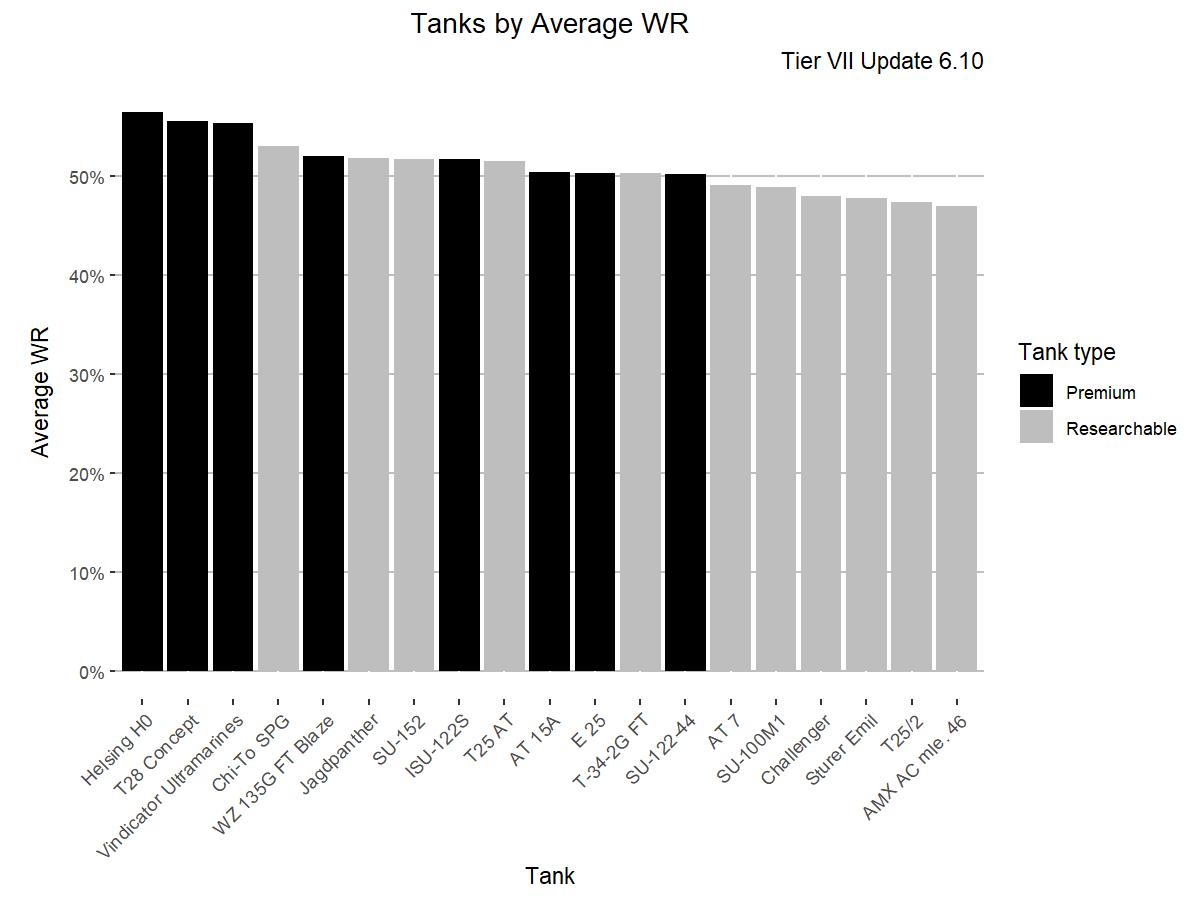 Tanks by Average WR
Tier VII Update 6.10
Average WR
50%
40%
30%
20%
10%
0%
Helsing H0
T28 Concept
Vindicator Ultramarines
Chi-To SPG
WZ 135G FT Blaze
Jagdpanther
SU-152
ISU-122S
T25 AT
AT 15A
E 25
T-34-2G FT
SU-122-44
AT 7
SU-100M1
Challenger
Sturer Emil
T25/2
AMX AC mle. 46
Tank
Tank type
Premium
Researchable